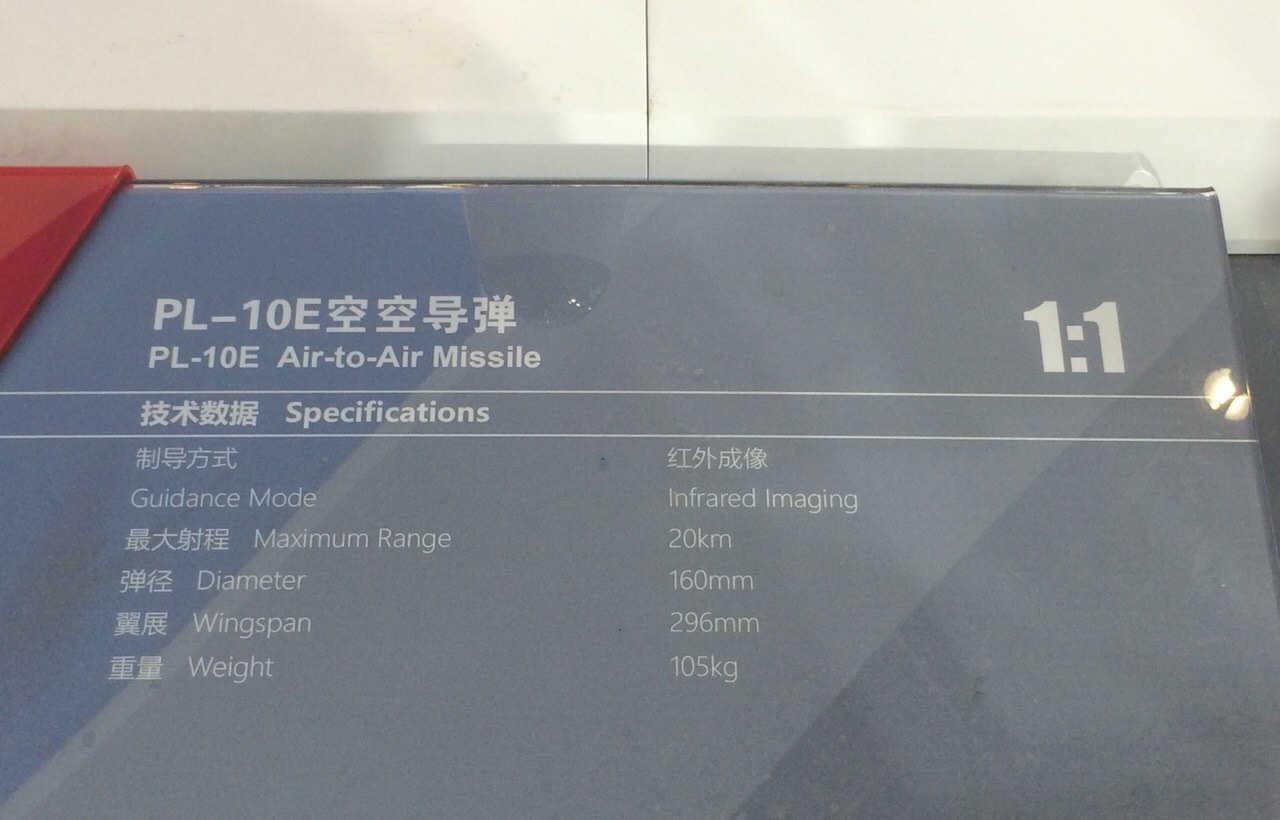 PL-10E空空导弹
PL-10E Air-to-Air Missile
1:1
技术数据 Specifications
制导方式 红外成像
Guidance Mode Infrared Imaging
最大射程 Maximum Range 20km
弹径 Diameter 160mm
翼展 Wingspan 296mm
重量 Weight 105kg